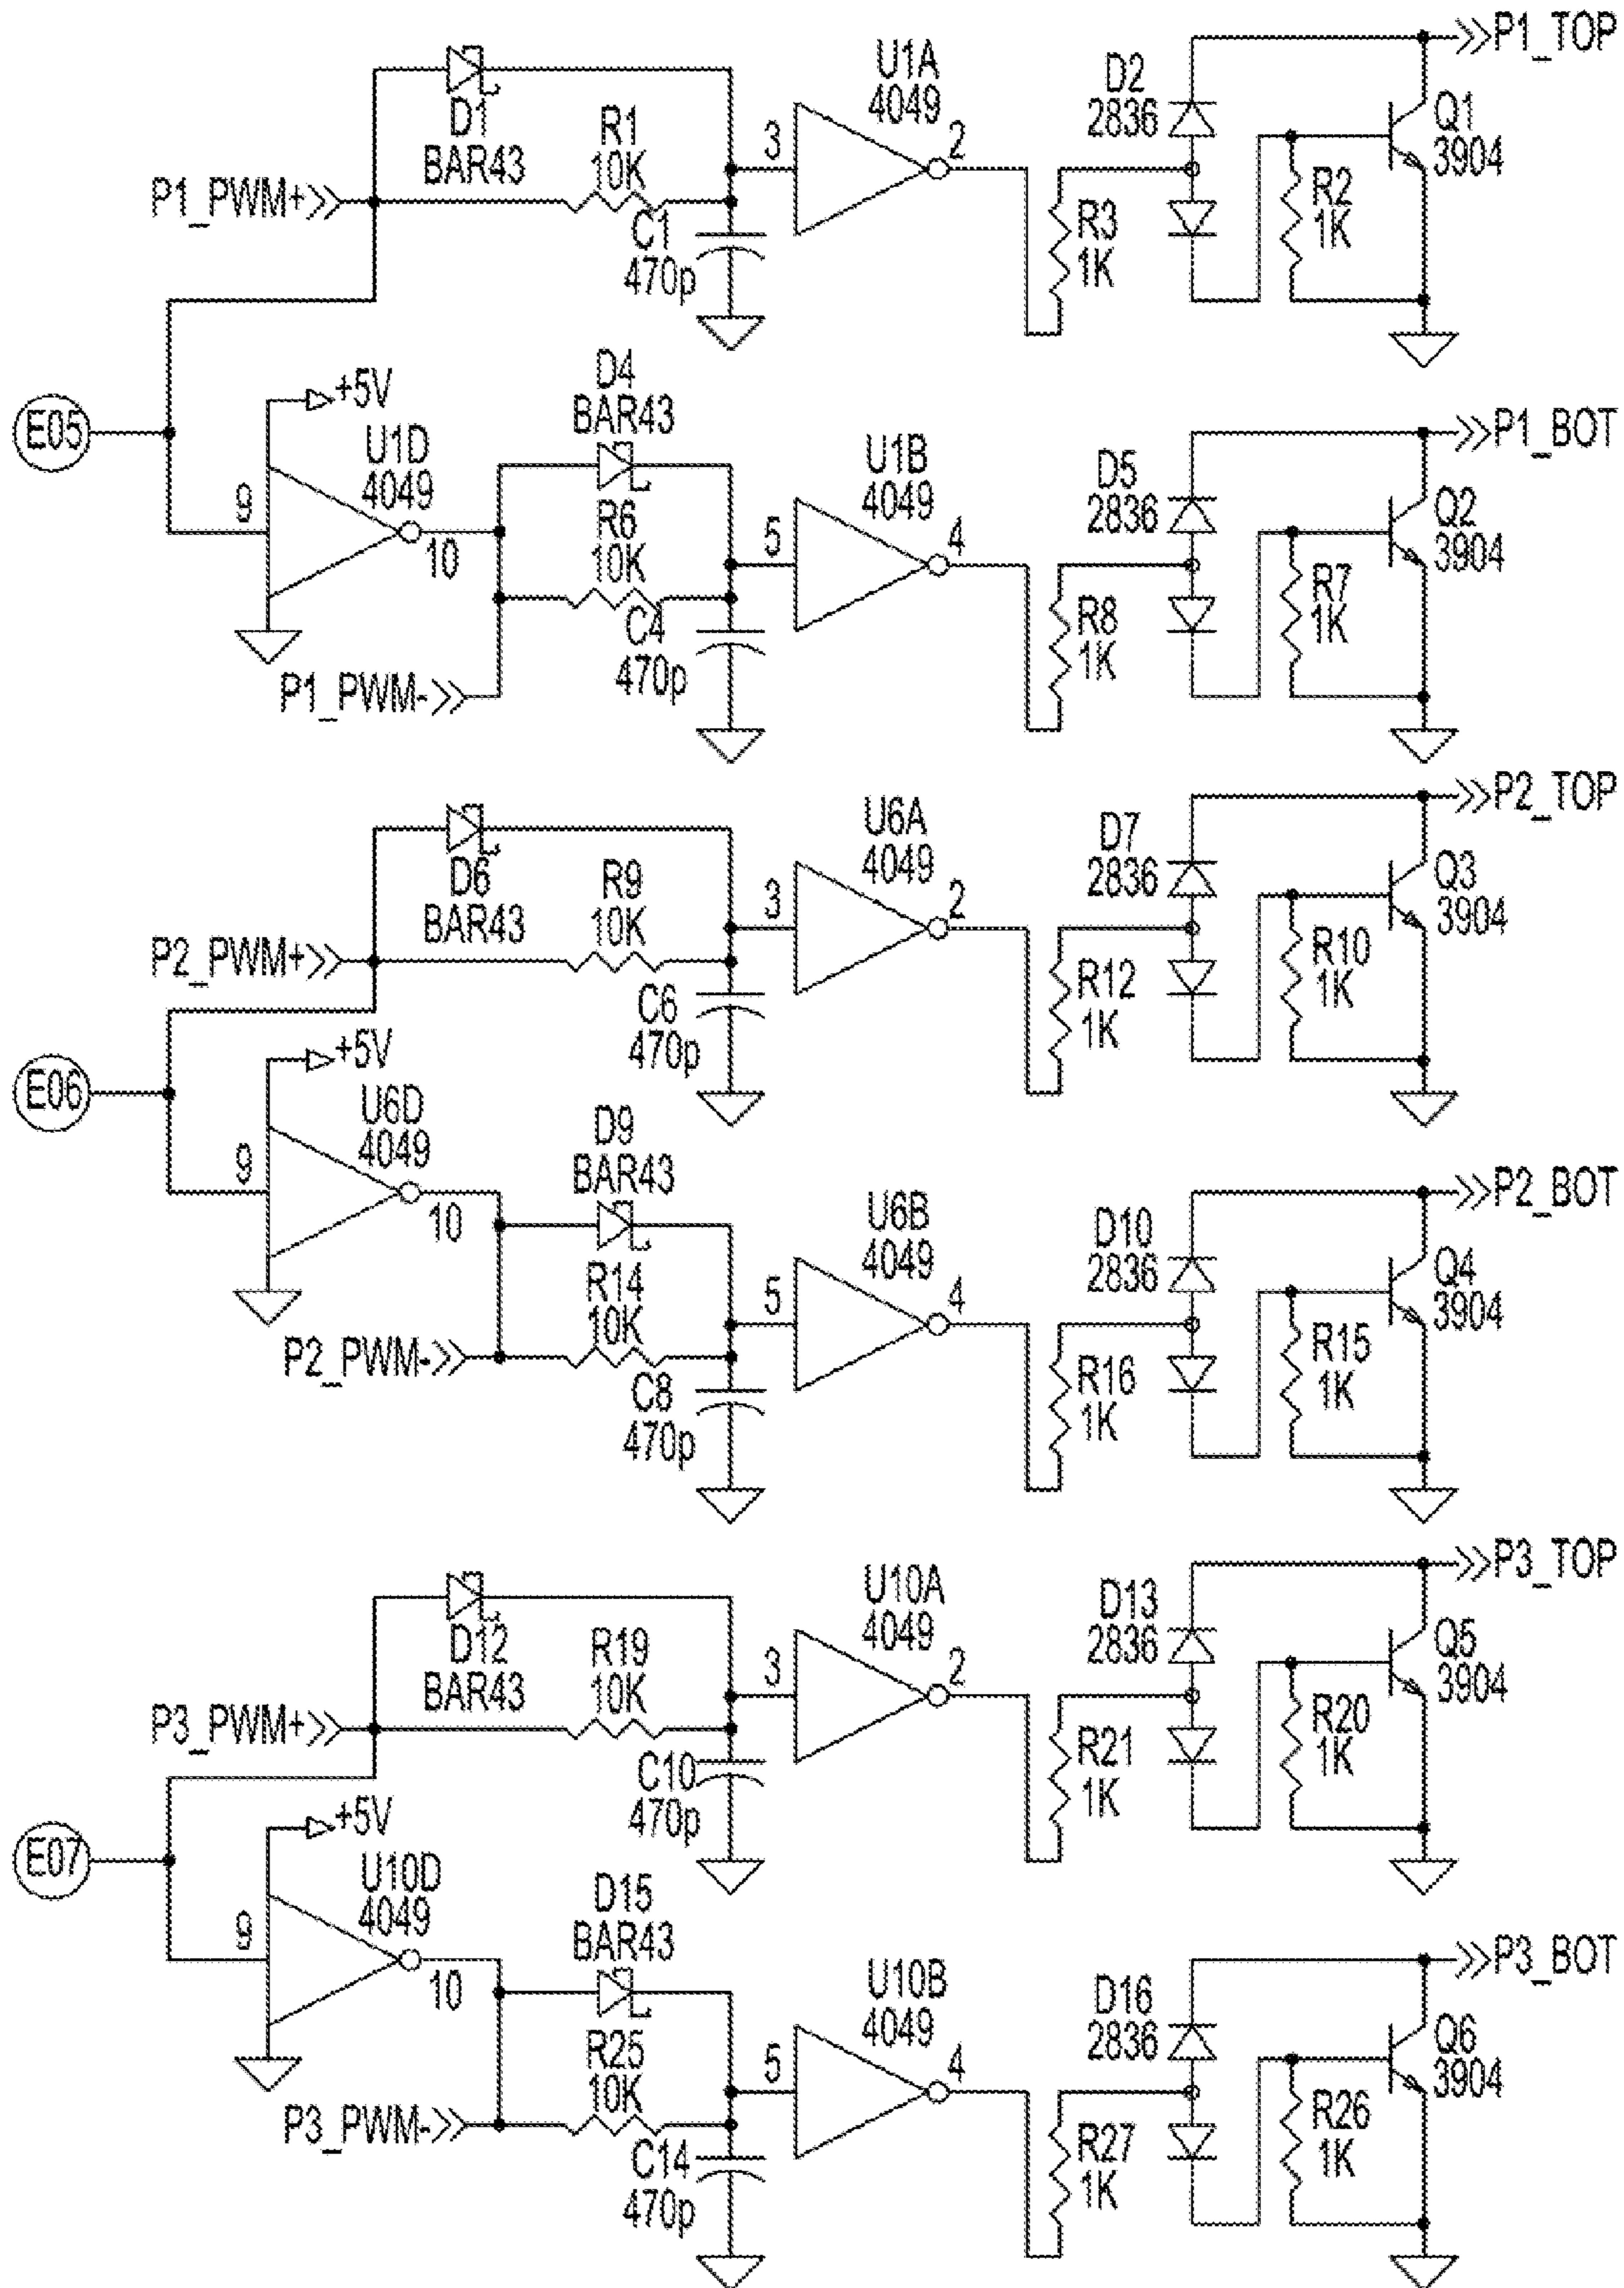 P1_TOP
U1A
4049
D2
2836
Q1
3904
D1
BAR43
R1
10K
3
2
P1_PWM+
R3
1K
R2
1K
C1
470p
+5V
D4
BAR43
P1_BOT
E05
U1D
4049
U1B
4049
D5
2836
Q2
3904
9
10
R6
10K
5
4
R8
1K
R7
1K
C4
470p
P1_PWM-
P2_TOP
U6A
4049
D7
2836
Q3
3904
D6
BAR43
R9
10K
3
2
P2_PWM+
R12
1K
R10
1K
C6
470p
+5V
E06
U6D
4049
D9
BAR43
P2_BOT
9
10
U6B
4049
D10
2836
Q4
3904
R14
10K
5
4
P2_PWM-
R16
1K
R15
1K
C8
470p
P3_TOP
U10A
4049
D13
2836
Q5
3904
D12
BAR43
R19
10K
3
2
P3_PWM+
R21
1K
R20
1K
C10
470p
+5V
E07
U10D
4049
D15
BAR43
P3_BOT
9
10
U10B
4049
D16
2836
Q6
3904
R25
10K
5
4
P3_PWM-
R27
1K
R26
1K
C14
470p